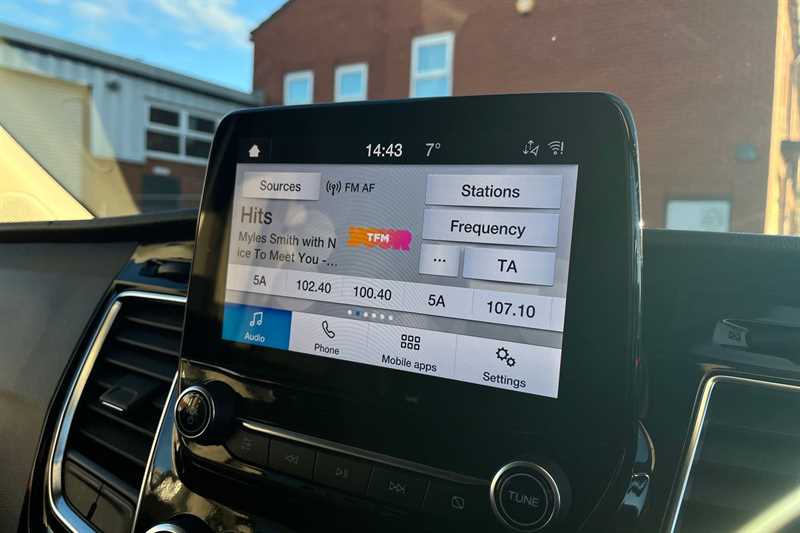 14:43 7°
Sources FM AF
Stations
Hits
Frequency
Myles Smith with N
ice To Meet You -...
TFM
...
TA
5A 102.40 100.40 5A 107.10
Audio Phone Mobile apps Settings
TUNE